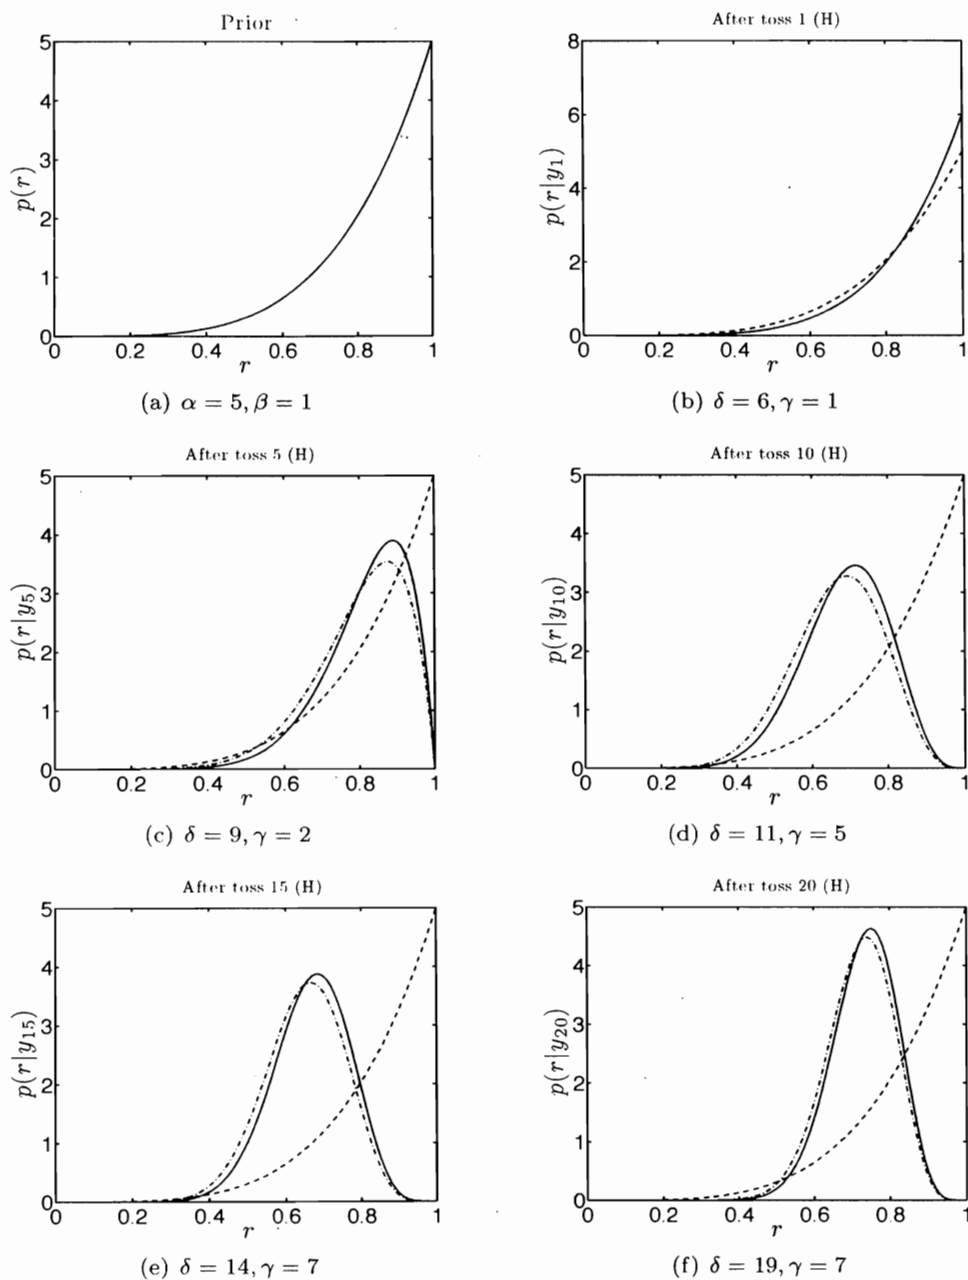 Prior
5
4
3
2
1
0
p(r)
0 0.2 0.4 0.6 0.8 1
r
(a) α = 5, β = 1
After toss 1 (H)
8
6
4
2
0
p(r|y₁)
0 0.2 0.4 0.6 0.8 1
r
(b) δ = 6, γ = 1
After toss 5 (H)
5
4
3
2
1
0
p(r|y₅)
0 0.2 0.4 0.6 0.8 1
r
(c) δ = 9, γ = 2
After toss 10 (H)
5
4
3
2
1
0
p(r|y₁₀)
0 0.2 0.4 0.6 0.8 1
r
(d) δ = 11, γ = 5
After toss 15 (H)
5
4
3
2
1
0
p(r|y₁₅)
0 0.2 0.4 0.6 0.8 1
r
(e) δ = 14, γ = 7
After toss 20 (H)
5
4
3
2
1
0
p(r|y₂₀)
0 0.2 0.4 0.6 0.8 1
r
(f) δ = 19, γ = 7